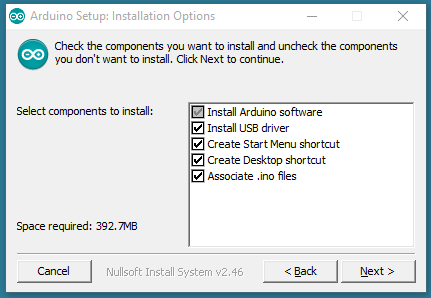 Arduino Setup: Installation Options
Check the components you want to install and uncheck the components
you don't want to install. Click Next to continue.
Select components to install:
Install Arduino software
Install USB driver
Create Start Menu shortcut
Create Desktop shortcut
Associate .ino files
Space required: 392.7MB
Cancel
Nullsoft Install System v2.46
< Back
Next >